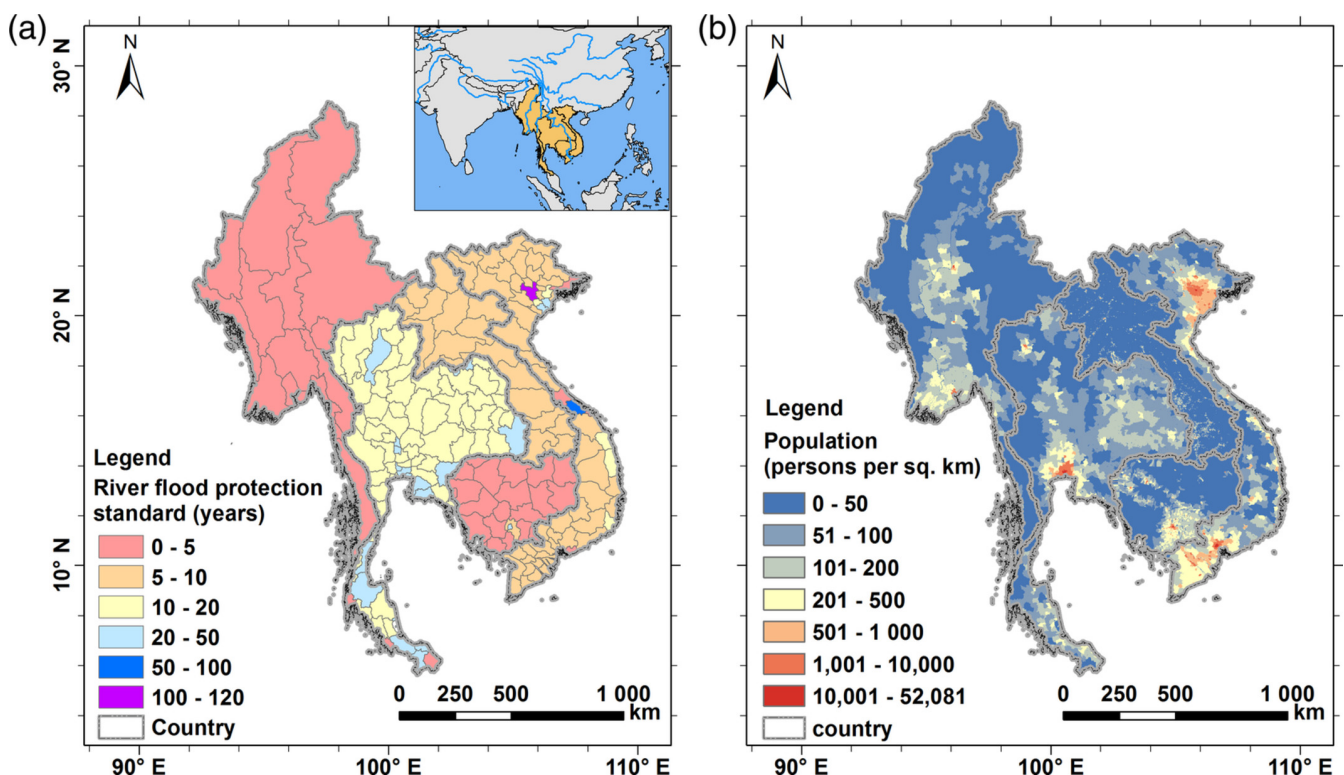 (a)
30° N
20° N
10° N
N
Legend
River flood protection
standard (years)
0 - 5
5 - 10
10 - 20
20 - 50
50 - 100
100 - 120
Country
0 250 500 1 000
km
90° E 100° E 110° E
(b)
N
Legend
Population
(persons per sq. km)
0 - 50
51 - 100
101- 200
201 - 500
501 - 1 000
1,001 - 10,000
10,001 - 52,081
country
0 250 500 1 000
km
90° E 100° E 110° E